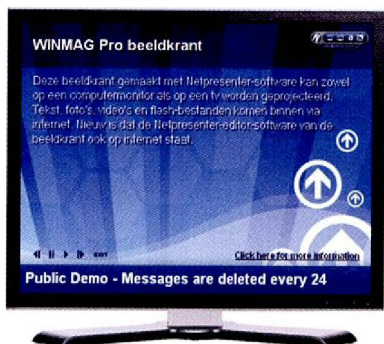 WINMAG Pro beeldkrant
Deze beeldkrant gemaakt met Netpresenter-software kan zowel
op een computermonitor als op een tv worden geprojecteerd.
Tekst, foto's, video's en flash-bestanden komen binnen via
internet. Nieuw is dat de Netpresenter-editor-software van de
beeldkrant ook op internet staat.
EXIT
Click here for more information
Public Demo - Messages are deleted every 24